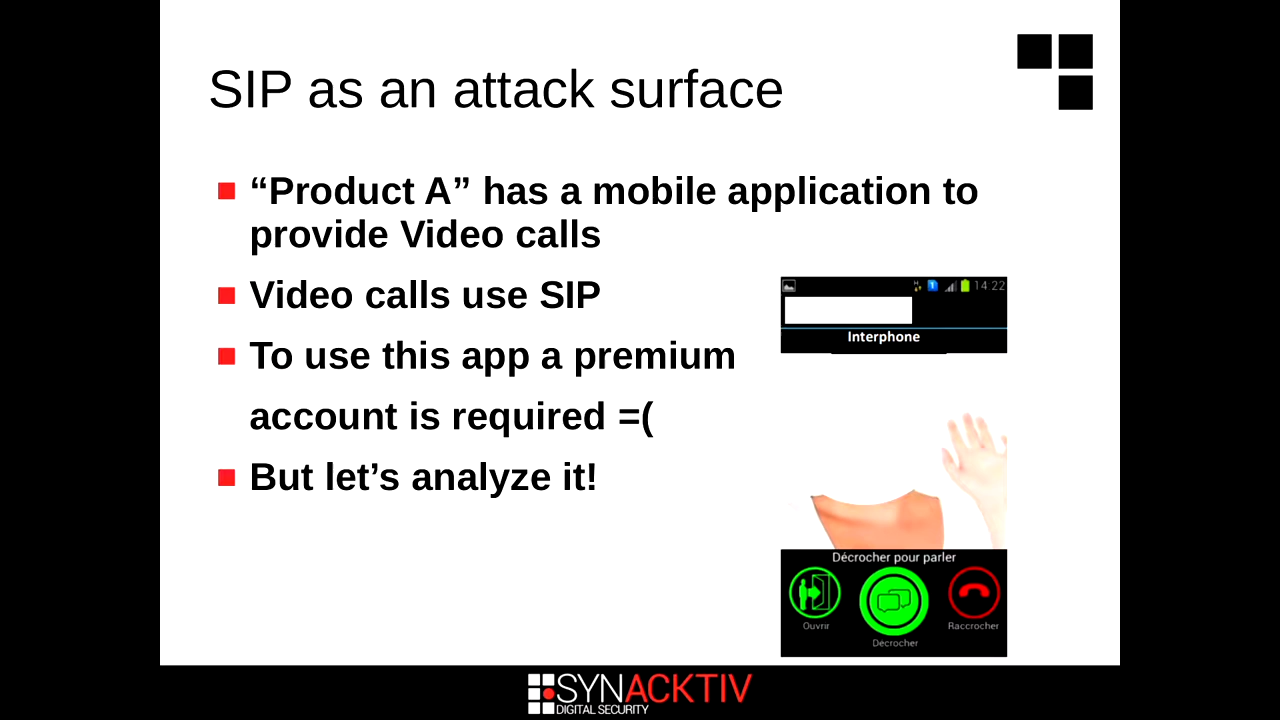 SIP as an attack surface
“Product A” has a mobile application to
provide Video calls
Video calls use SIP
To use this app a premium
account is required =(
But let’s analyze it!
14 22
Interphone
Décrocher pour parler
Ouvrir
Décrocher
Raccrocher
SYNACKTIV
DIGITAL SECURITY